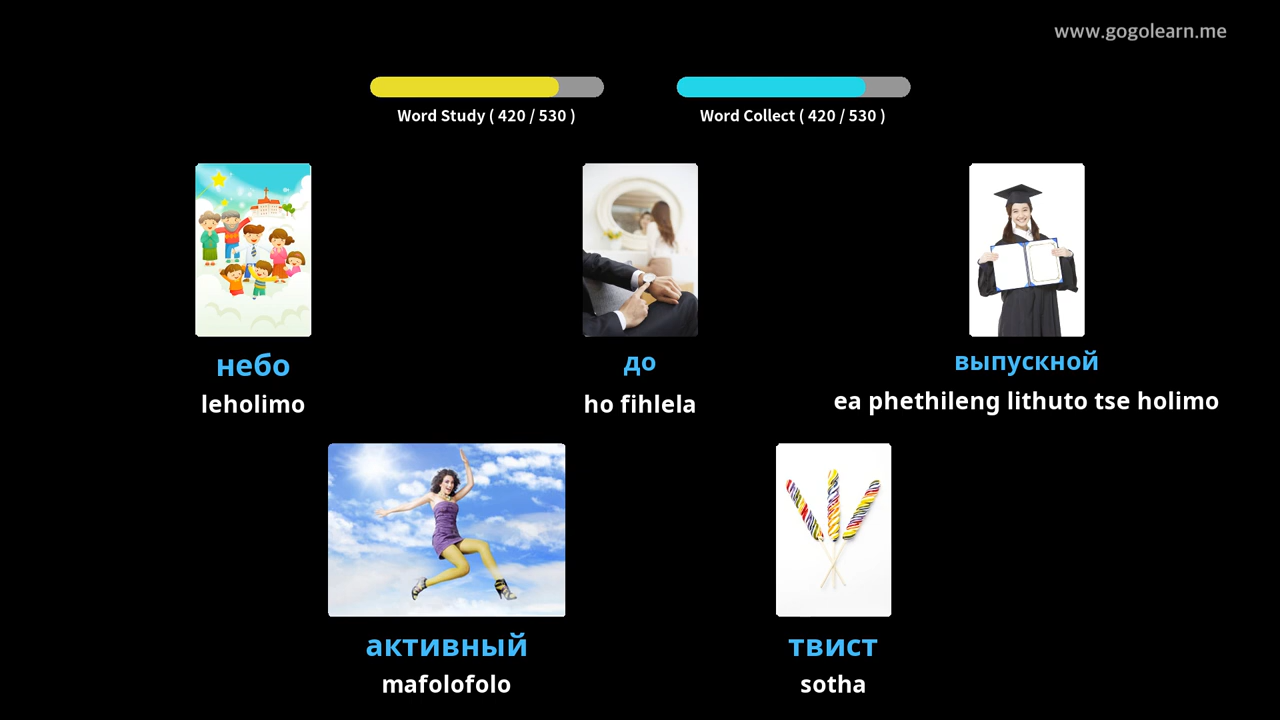 www.gogolearn.me
Word Study ( 420 / 530 )
Word Collect ( 420 / 530 )
небо
leholimo
до
ho fihlela
выпускной
ea phethileng lithuto tse holimo
активный
mafolofolo
твист
sotha